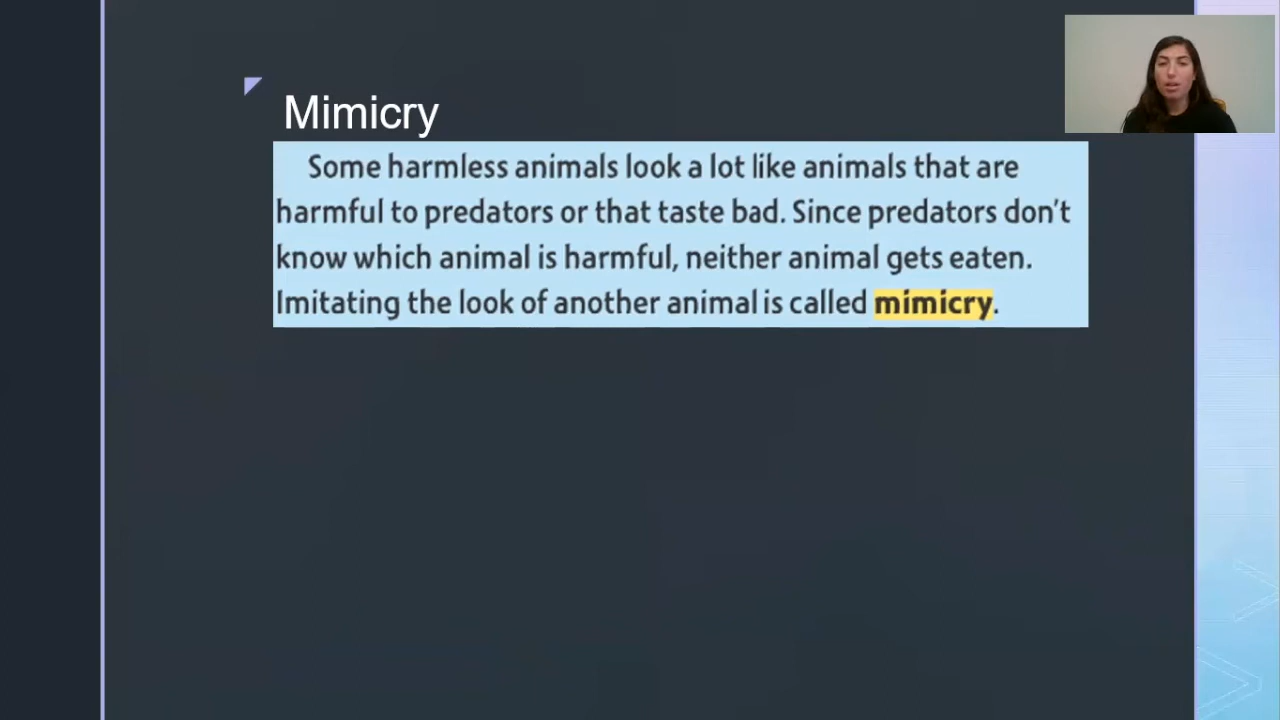 Mimicry
Some harmless animals look a lot like animals that are
harmful to predators or that taste bad. Since predators don't
know which animal is harmful, neither animal gets eaten.
Imitating the look of another animal is called mimicry.